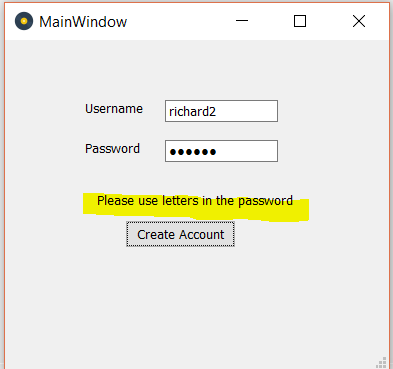 MainWindow
Username richard2
Password ●●●●●●
Please use letters in the password
Create Account